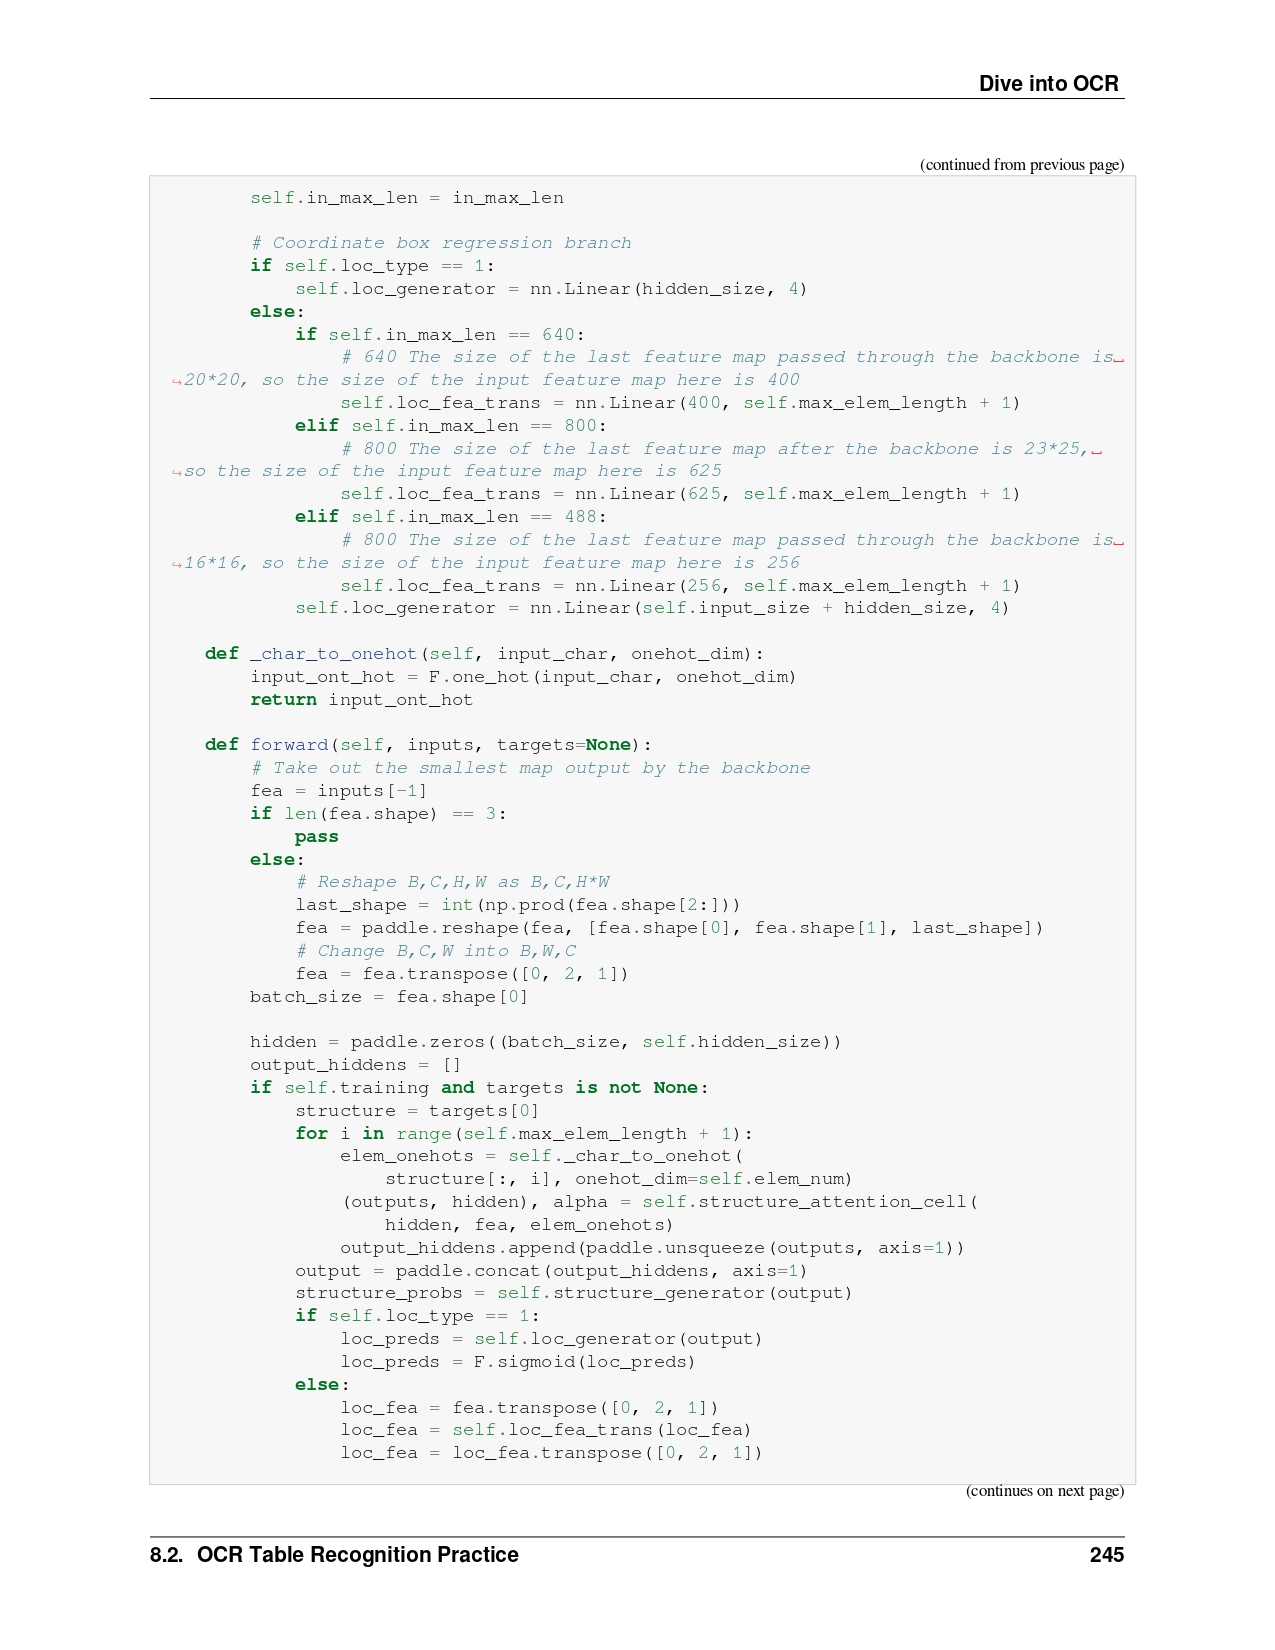 Dive into OCR
(continued from previous page)
        self.in_max_len = in_max_len

        # Coordinate box regression branch
        if self.loc_type == 1:
            self.loc_generator = nn.Linear(hidden_size, 4)
        else:
            if self.in_max_len == 640:
                # 640 The size of the last feature map passed through the backbone is␣
↪20*20, so the size of the input feature map here is 400
                self.loc_fea_trans = nn.Linear(400, self.max_elem_length + 1)
            elif self.in_max_len == 800:
                # 800 The size of the last feature map after the backbone is 23*25,␣
↪so the size of the input feature map here is 625
                self.loc_fea_trans = nn.Linear(625, self.max_elem_length + 1)
            elif self.in_max_len == 488:
                # 800 The size of the last feature map passed through the backbone is␣
↪16*16, so the size of the input feature map here is 256
                self.loc_fea_trans = nn.Linear(256, self.max_elem_length + 1)
            self.loc_generator = nn.Linear(self.input_size + hidden_size, 4)

    def _char_to_onehot(self, input_char, onehot_dim):
        input_ont_hot = F.one_hot(input_char, onehot_dim)
        return input_ont_hot

    def forward(self, inputs, targets=None):
        # Take out the smallest map output by the backbone
        fea = inputs[-1]
        if len(fea.shape) == 3:
            pass
        else:
            # Reshape B,C,H,W as B,C,H*W
            last_shape = int(np.prod(fea.shape[2:]))
            fea = paddle.reshape(fea, [fea.shape[0], fea.shape[1], last_shape])
            # Change B,C,W into B,W,C
            fea = fea.transpose([0, 2, 1])
        batch_size = fea.shape[0]

        hidden = paddle.zeros((batch_size, self.hidden_size))
        output_hiddens = []
        if self.training and targets is not None:
            structure = targets[0]
            for i in range(self.max_elem_length + 1):
                elem_onehots = self._char_to_onehot(
                    structure[:, i], onehot_dim=self.elem_num)
                (outputs, hidden), alpha = self.structure_attention_cell(
                    hidden, fea, elem_onehots)
                output_hiddens.append(paddle.unsqueeze(outputs, axis=1))
            output = paddle.concat(output_hiddens, axis=1)
            structure_probs = self.structure_generator(output)
            if self.loc_type == 1:
                loc_preds = self.loc_generator(output)
                loc_preds = F.sigmoid(loc_preds)
            else:
                loc_fea = fea.transpose([0, 2, 1])
                loc_fea = self.loc_fea_trans(loc_fea)
                loc_fea = loc_fea.transpose([0, 2, 1])
(continues on next page)
8.2. OCR Table Recognition Practice 245